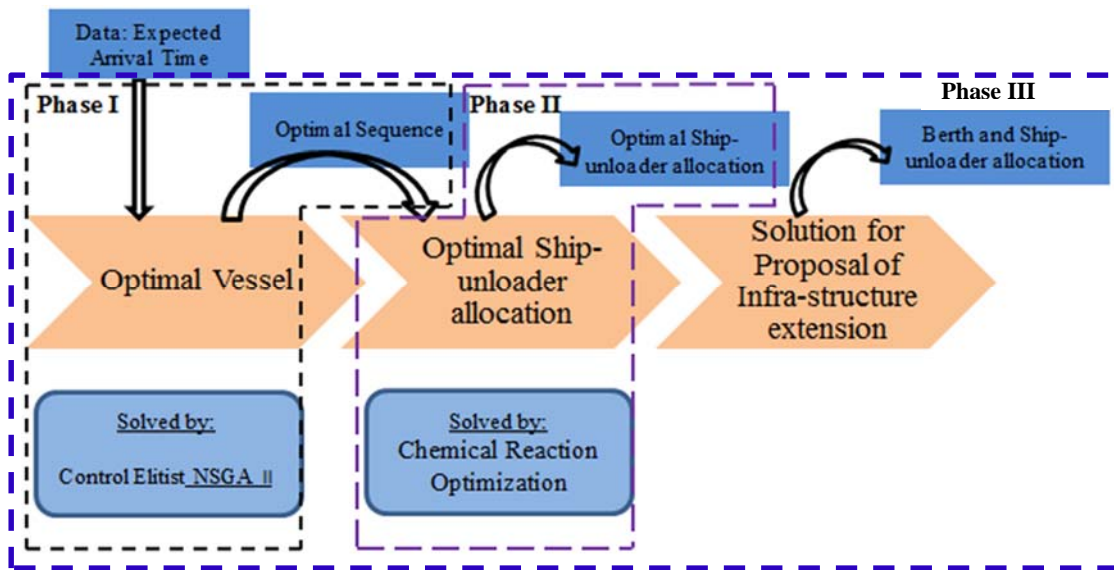 Data: Expected
Arrival Time
Phase I
Optimal Sequence
Phase II
Optimal Ship-
unloader allocation
Phase III
Berth and Ship-
unloader allocation
Optimal Vessel
Optimal Ship-
unloader
allocation
Solution for
Proposal of
Infra-structure
extension
Solved by:
Control Elitist NSGA II
Solved by:
Chemical Reaction
Optimization